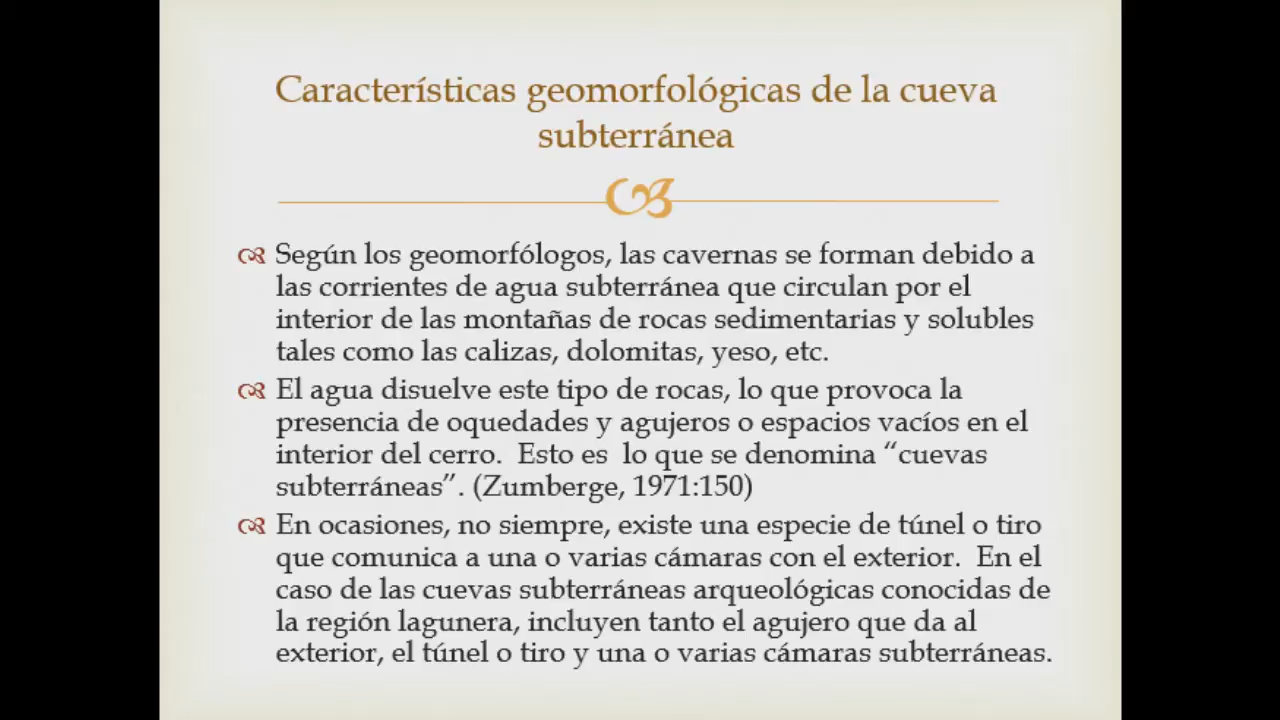 Características geomorfológicas de la cueva
subterránea
Según los geomorfólogos, las cavernas se forman debido a
las corrientes de agua subterránea que circulan por el
interior de las montañas de rocas sedimentarias y solubles
tales como las calizas, dolomitas, yeso, etc.
El agua disuelve este tipo de rocas, lo que provoca la
presencia de oquedades y agujeros o espacios vacíos en el
interior del cerro.  Esto es  lo que se denomina “cuevas
subterráneas”. (Zumberge, 1971:150)
En ocasiones, no siempre, existe una especie de túnel o tiro
que comunica a una o varias cámaras con el exterior.  En el
caso de las cuevas subterráneas arqueológicas conocidas de
la región lagunera, incluyen tanto el agujero que da al
exterior, el túnel o tiro y una o varias cámaras subterráneas.